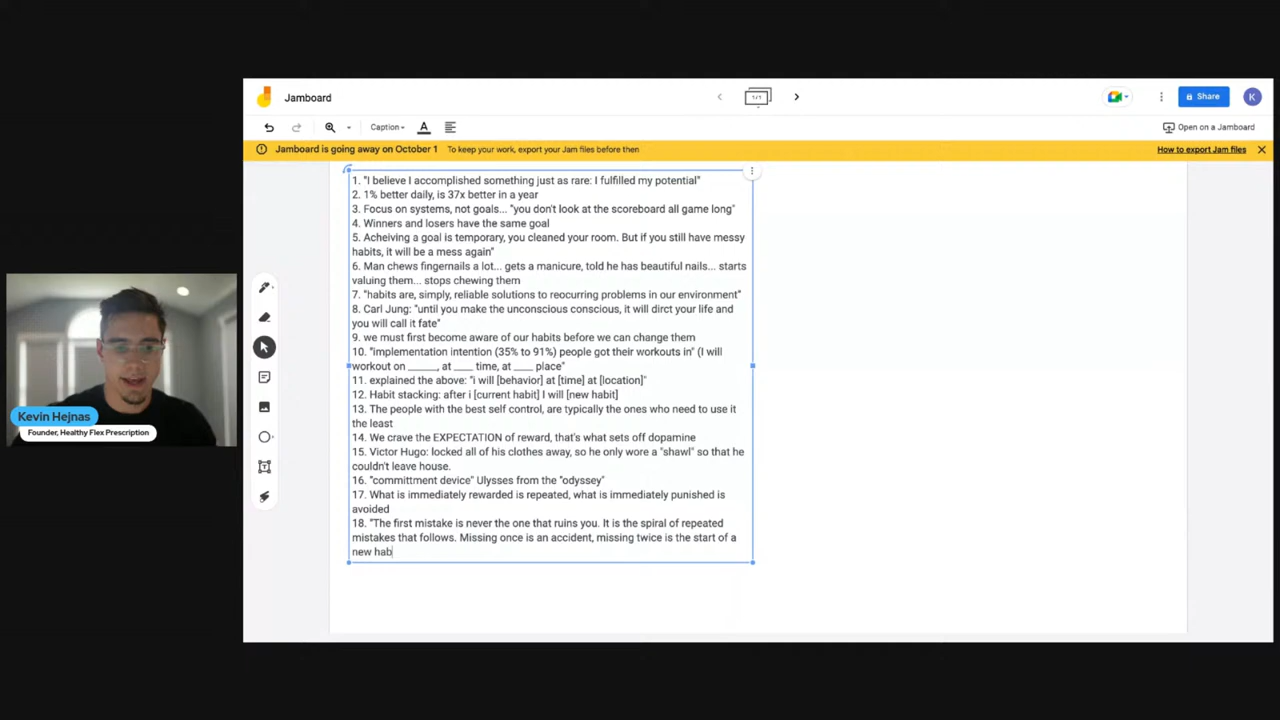 Jamboard
1/1
Share
K
Caption
A
Open on a Jamboard
Jamboard is going away on October 1 To keep your work, export your Jam files before then
How to export Jam files
1. "I believe I accomplished something just as rare: I fulfilled my potential"
2. 1% better daily, is 37x better in a year
3. Focus on systems, not goals... "you don't look at the scoreboard all game long"
4. Winners and losers have the same goal
5. Acheiving a goal is temporary, you cleaned your room. But if you still have messy
habits, it will be a mess again"
6. Man chews fingernails a lot... gets a manicure, told he has beautiful nails... starts
valuing them... stops chewing them
7. "habits are, simply, reliable solutions to reocurring problems in our environment"
8. Carl Jung: "until you make the unconscious conscious, it will dirct your life and
you will call it fate"
9. we must first become aware of our habits before we can change them
10. "implementation intention (35% to 91%) people got their workouts in" (I will
workout on _____, at ___ time, at ___ place"
11. explained the above: "i will [behavior] at [time] at [location]"
12. Habit stacking: after i [current habit] I will [new habit]
13. The people with the best self control, are typically the ones who need to use it
the least
14. We crave the EXPECTATION of reward, that's what sets off dopamine
15. Victor Hugo: locked all of his clothes away, so he only wore a "shawl" so that he
couldn't leave house.
16. "committment device" Ulysses from the "odyssey"
17. What is immediately rewarded is repeated, what is immediately punished is
avoided
18. "The first mistake is never the one that ruins you. It is the spiral of repeated
mistakes that follows. Missing once is an accident, missing twice is the start of a
new hab
Kevin Hejnas
Founder, Healthy Flex Prescription